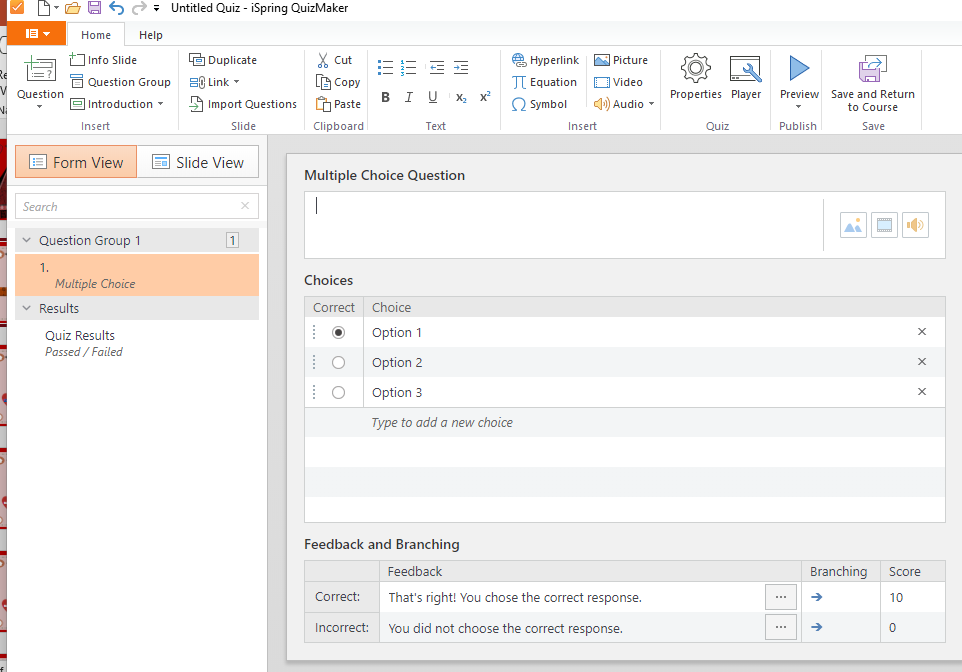 Untitled Quiz - iSpring QuizMaker
Home Help
Question
Info Slide
Question Group
Introduction
Insert
Duplicate
Link
Import Questions
Slide
Cut
Copy
Paste
Clipboard
B I U x₂ x²
Text
Hyperlink
Equation
Symbol
Picture
Video
Audio
Insert
Properties
Player
Quiz
Preview
Publish
Save and Return
to Course
Save
Form View Slide View
Search
Question Group 1 1
1.
Multiple Choice
Results
Quiz Results
Passed / Failed
Multiple Choice Question
Choices
Correct Choice
Option 1
Option 2
Option 3
Type to add a new choice
Feedback and Branching
Feedback Branching Score
Correct: That's right! You chose the correct response. ... 10
Incorrect: You did not choose the correct response. ... 0